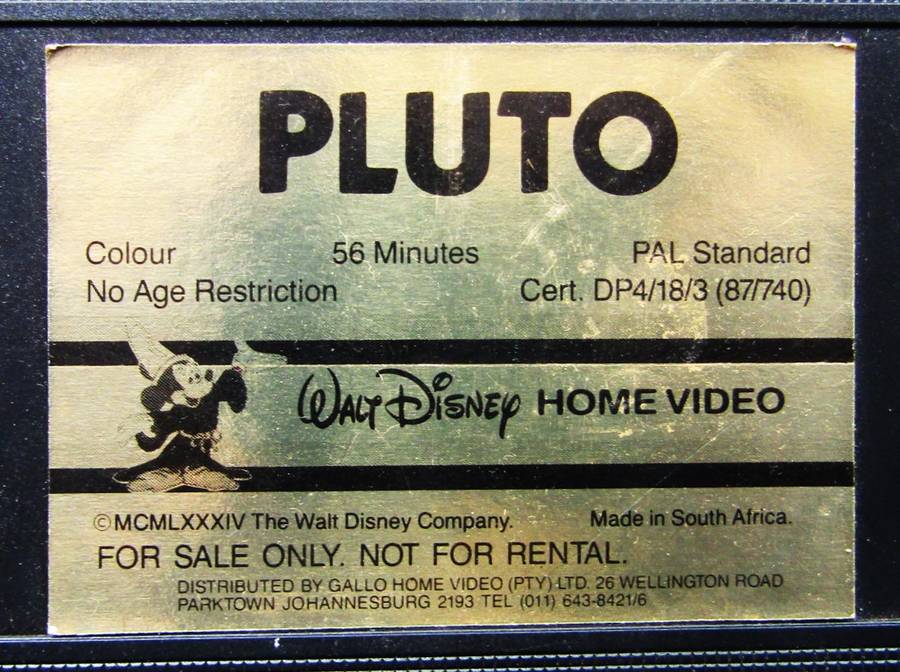 PLUTO
Colour 56 Minutes PAL Standard
No Age Restriction Cert. DP4/18/3 (87/740)
WALT DISNEY HOME VIDEO
©MCMLXXXIV The Walt Disney Company. Made in South Africa.
FOR SALE ONLY. NOT FOR RENTAL.
DISTRIBUTED BY GALLO HOME VIDEO (PTY) LTD. 26 WELLINGTON ROAD
PARKTOWN JOHANNESBURG 2193 TEL (011) 643-8421/6